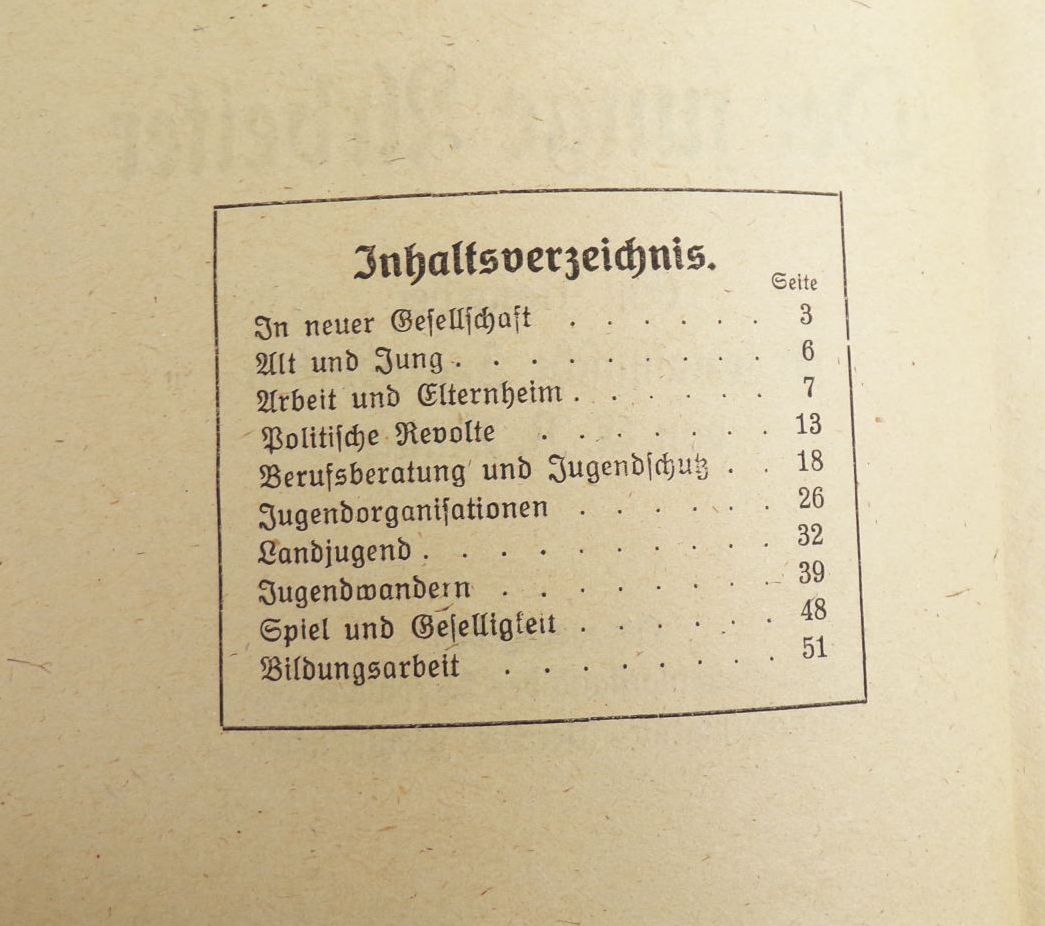 Inhaltsverzeichnis.
Seite
In neuer Gesellschaft . . . . . . 3
Alt und Jung . . . . . . . . . 6
Arbeit und Elternheim . . . . . . 7
Politische Revolte . . . . . . . 13
Berufsberatung und Jugendschutz . . 18
Jugendorganisationen . . . . . . 26
Landjugend . . . . . . . . . . 32
Jugendwandern . . . . . . . . 39
Spiel und Geselligkeit . . . . . . 48
Bildungsarbeit . . . . . . . . 51